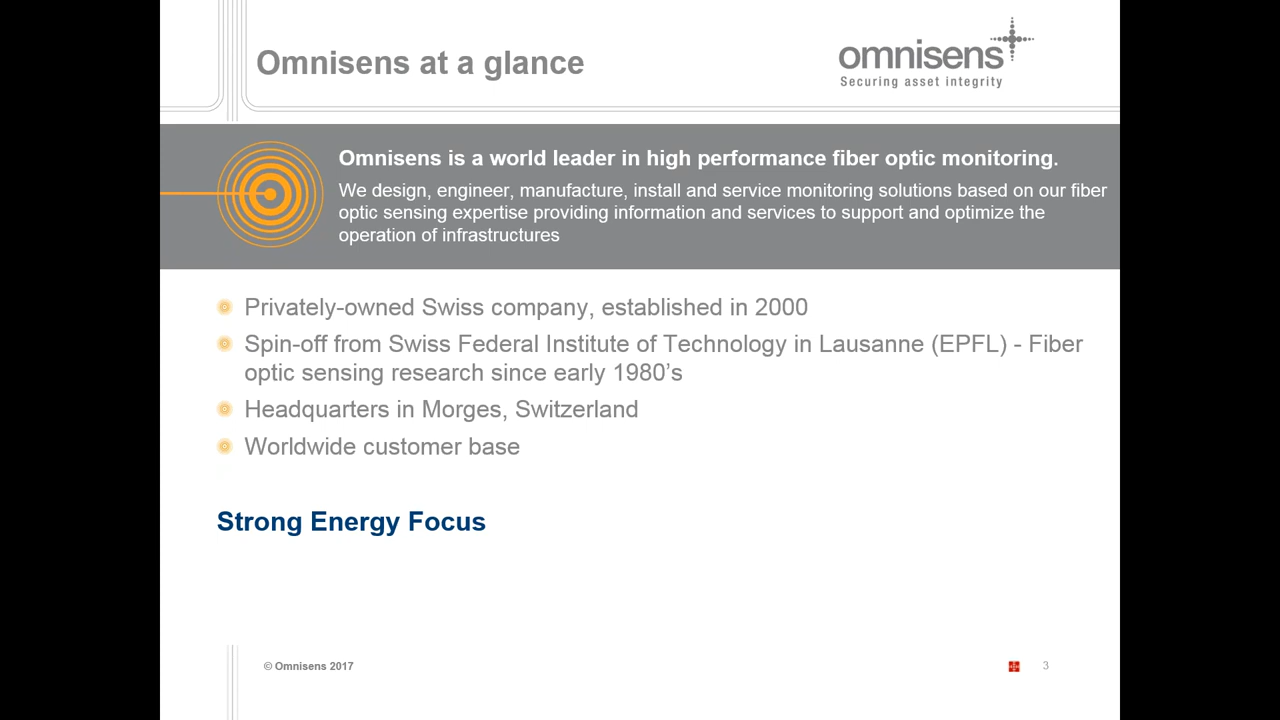 Omnisens at a glance
omnisens
Securing asset integrity
Omnisens is a world leader in high performance fiber optic monitoring.
We design, engineer, manufacture, install and service monitoring solutions based on our fiber
optic sensing expertise providing information and services to support and optimize the
operation of infrastructures
Privately-owned Swiss company, established in 2000
Spin-off from Swiss Federal Institute of Technology in Lausanne (EPFL) - Fiber
optic sensing research since early 1980’s
Headquarters in Morges, Switzerland
Worldwide customer base
Strong Energy Focus
© Omnisens 2017
3